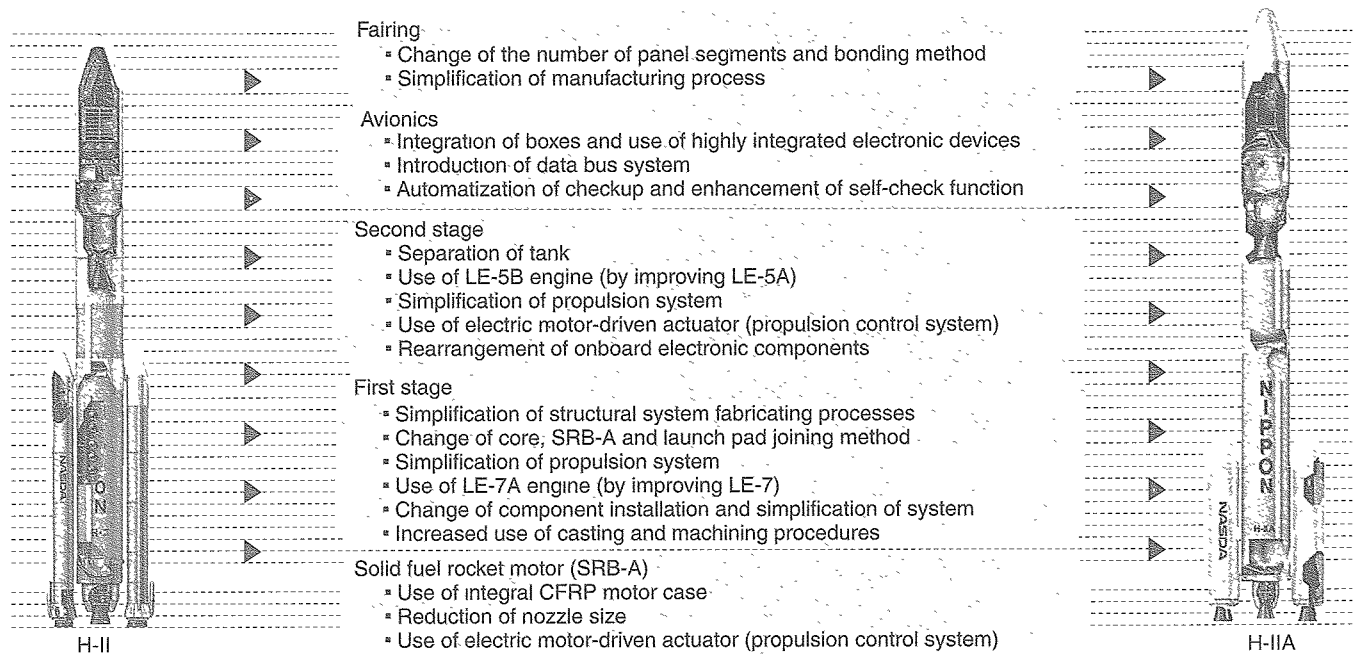 Fairing
▪ Change of the number of panel segments and bonding method
▪ Simplification of manufacturing process
Avionics
▪ Integration of boxes and use of highly integrated electronic devices
▪ Introduction of data bus system
▪ Automatization of checkup and enhancement of self-check function
Second stage
▪ Separation of tank
▪ Use of LE-5B engine (by improving LE-5A)
▪ Simplification of propulsion system
▪ Use of electric motor-driven actuator (propulsion control system)
▪ Rearrangement of onboard electronic components
First stage
▪ Simplification of structural system fabricating processes
▪ Change of core, SRB-A and launch pad joining method
▪ Simplification of propulsion system
▪ Use of LE-7A engine (by improving LE-7)
▪ Change of component installation and simplification of system
▪ Increased use of casting and machining procedures
Solid fuel rocket motor (SRB-A)
▪ Use of integral CFRP motor case
▪ Reduction of nozzle size
▪ Use of electric motor-driven actuator (propulsion control system)
NASDA
H-II
NIPPON
NASDA
H-IIA